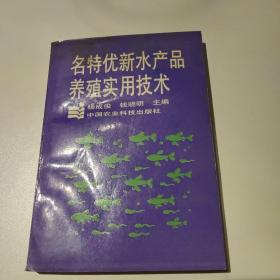 名特优新水产品
养殖实用技术
杨成俊 钱晓明 主编
中国农业科技出版社